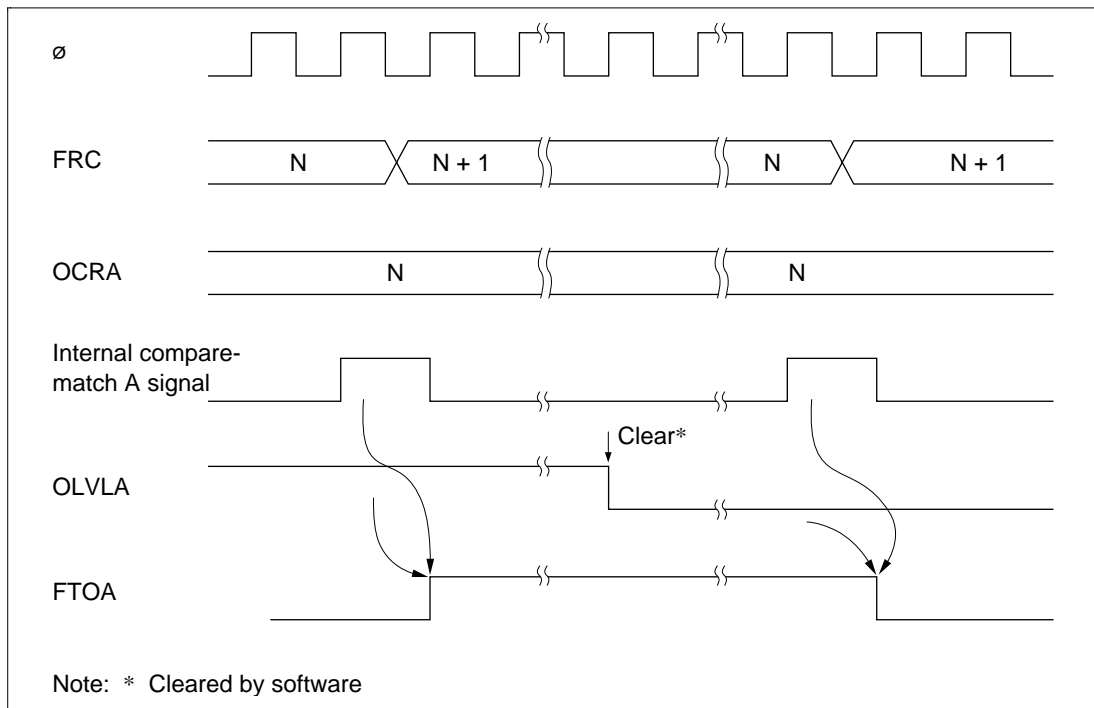 ø
FRC
N
N + 1
N
N + 1
OCRA
N
N
Internal compare-
match A signal
Clear*
OLVLA
FTOA
Note: * Cleared by software